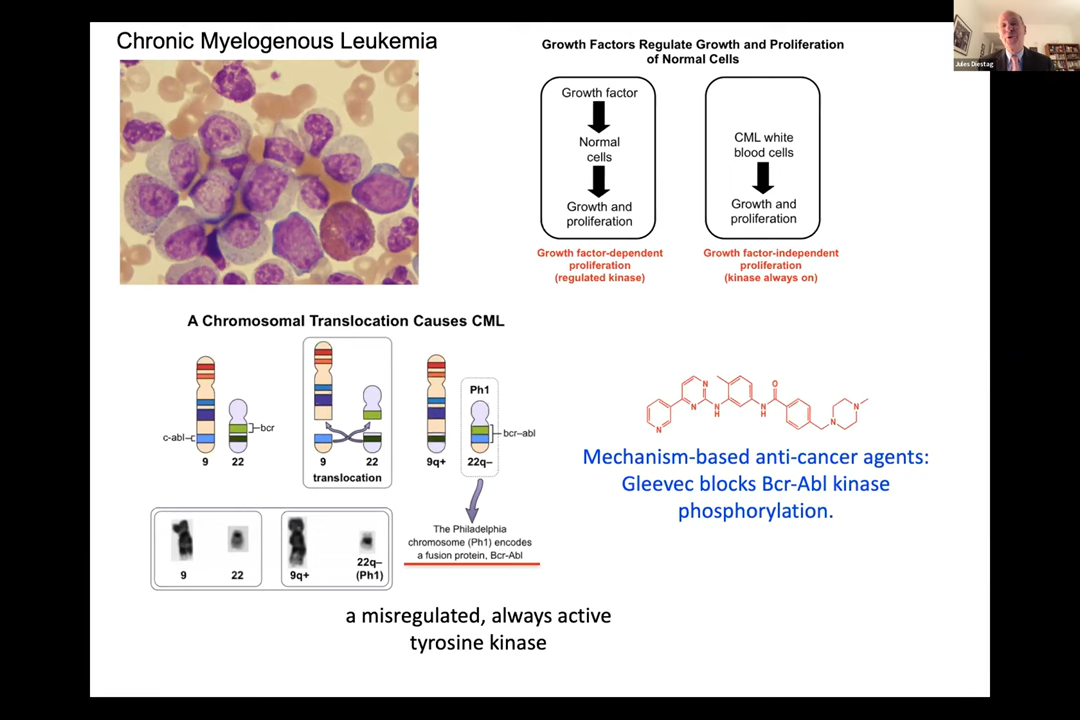 Chronic Myelogenous Leukemia
Growth Factors Regulate Growth and Proliferation
of Normal Cells
Growth factor
Normal
cells
Growth and
proliferation
Growth factor-dependent
proliferation
(regulated kinase)
CML white
blood cells
Growth and
proliferation
Growth factor-independent
proliferation
(kinase always on)
Jules Diestag
A Chromosomal Translocation Causes CML
c-abl
bcr
9
22
9
22
translocation
Ph1
bcr–abl
9q+
22q–
The Philadelphia
chromosome (Ph1) encodes
a fusion protein, Bcr-Abl
9
22
9q+
22q–
(Ph1)
a misregulated, always active
tyrosine kinase
N
N
N
N
H
N
H
O
N
N
Mechanism-based anti-cancer agents:
Gleevec blocks Bcr-Abl kinase
phosphorylation.